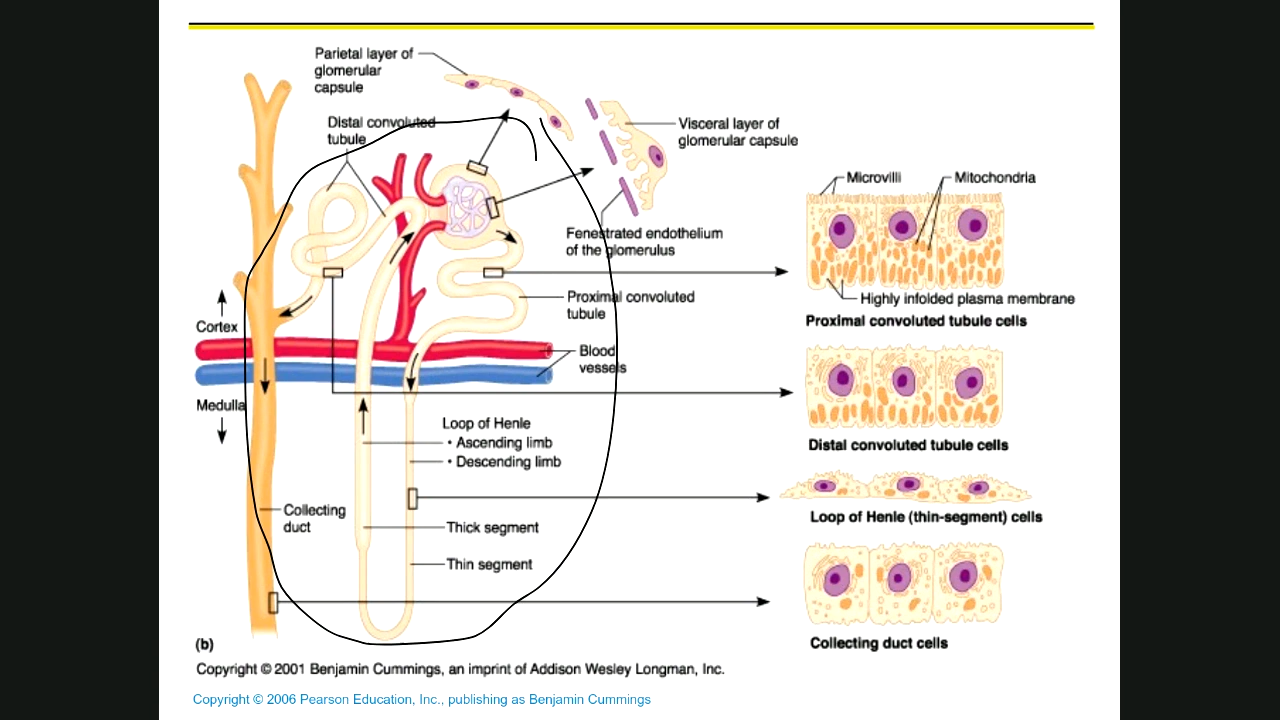 Parietal layer of
glomerular
capsule
Distal convoluted
tubule
Visceral layer of
glomerular capsule
Microvilli
Mitochondria
Fenestrated endothelium
of the glomerulus
Highly infolded plasma membrane
Proximal convoluted tubule cells
Proximal convoluted
tubule
Cortex
Blood
vessels
Medulla
Loop of Henle
• Ascending limb
• Descending limb
Distal convoluted tubule cells
Collecting
duct
Thick segment
Loop of Henle (thin-segment) cells
Thin segment
Collecting duct cells
(b)
Copyright © 2001 Benjamin Cummings, an imprint of Addison Wesley Longman, Inc.
Copyright © 2006 Pearson Education, Inc., publishing as Benjamin Cummings